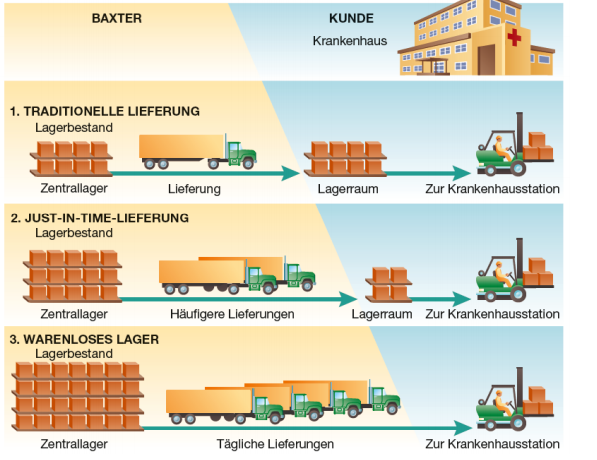 BAXTER
KUNDE
Krankenhaus
1. TRADITIONELLE LIEFERUNG
Lagerbestand
Zentrallager
Lieferung
Lagerraum
Zur Krankenhausstation
2. JUST-IN-TIME-LIEFERUNG
Lagerbestand
Zentrallager
Häufigere Lieferungen
Lagerraum
Zur Krankenhausstation
3. WARENLOSES LAGER
Lagerbestand
Zentrallager
Tägliche Lieferungen
Zur Krankenhausstation